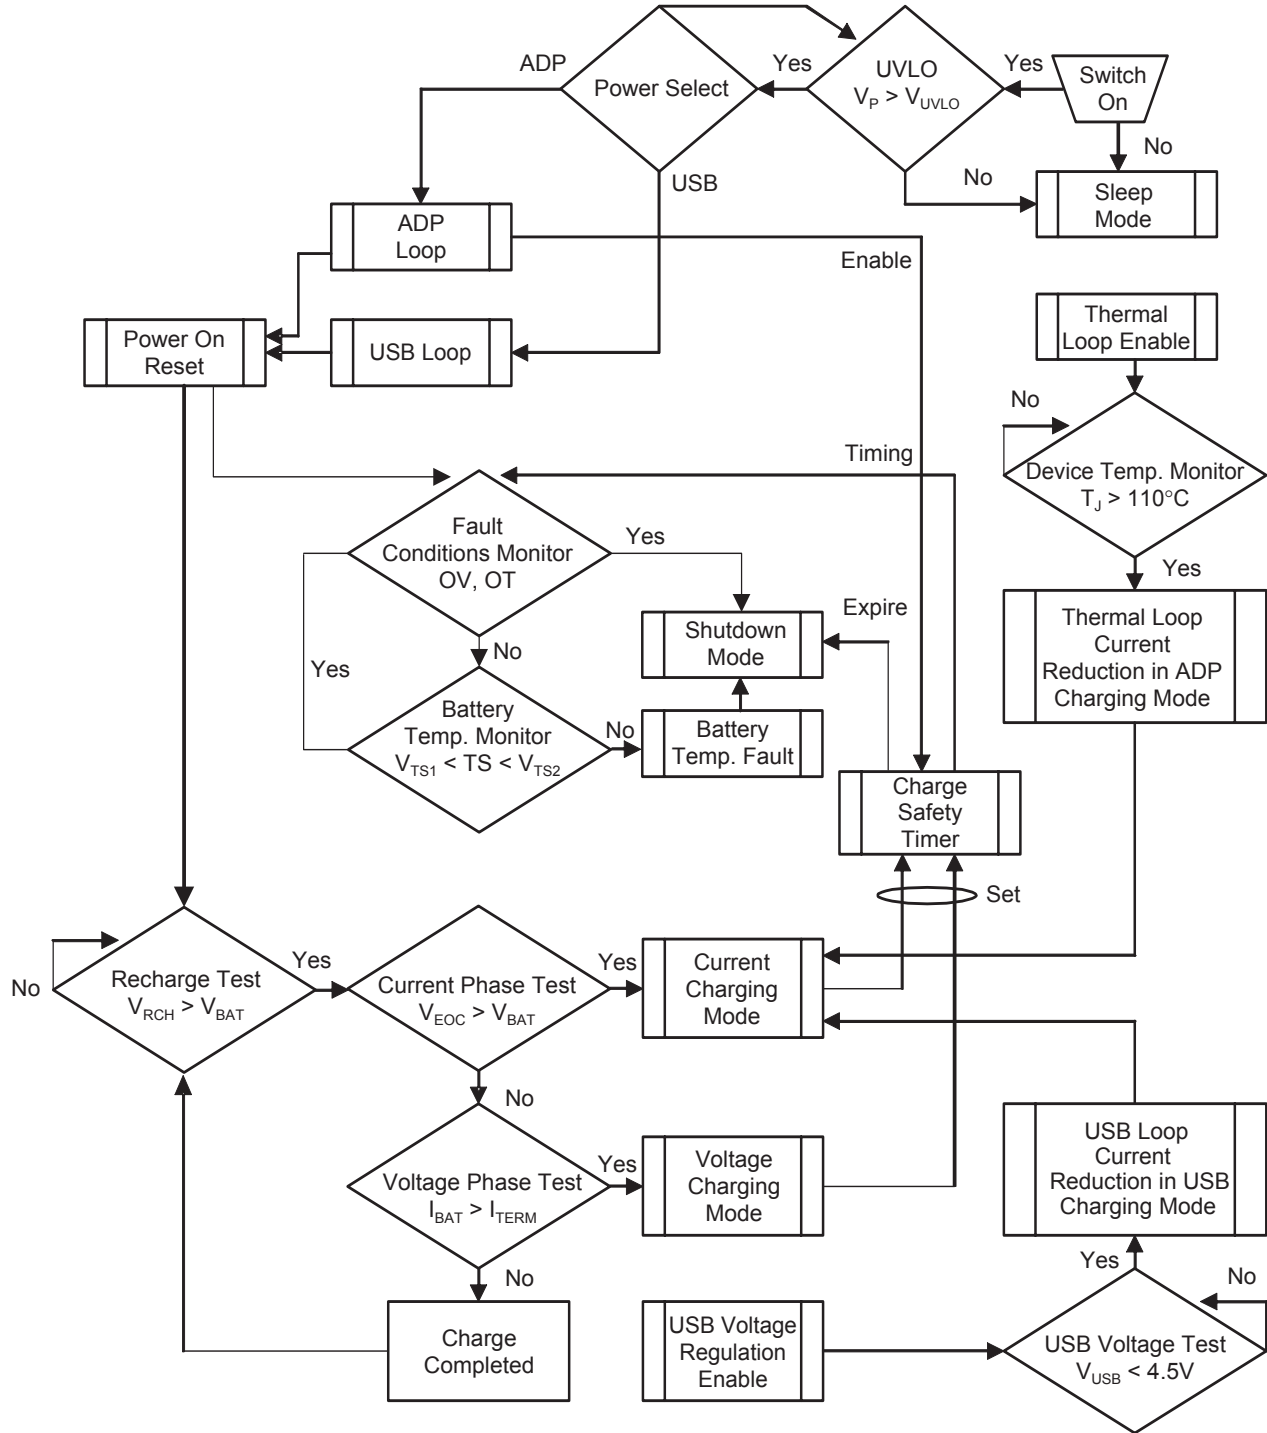 ADP
Power Select
Yes
UVLO
V_P > V_UVLO
Yes
Switch
On
No
No
Sleep
Mode
USB
ADP
Loop
Enable
Power On
Reset
USB Loop
Thermal
Loop Enable
No
Device Temp. Monitor
T_J > 110°C
Yes
Timing
Fault
Conditions Monitor
OV, OT
Yes
Yes
No
Shutdown
Mode
Expire
Thermal Loop
Current
Reduction in ADP
Charging Mode
Battery
Temp. Monitor
V_TS1 < TS < V_TS2
No
Battery
Temp. Fault
Charge
Safety
Timer
Set
No
Recharge Test
V_RCH > V_BAT
Yes
Current Phase Test
V_EOC > V_BAT
Yes
Current
Charging
Mode
No
Voltage Phase Test
I_BAT > I_TERM
Yes
Voltage
Charging
Mode
USB Loop
Current
Reduction in USB
Charging Mode
Yes
No
No
Charge
Completed
USB Voltage
Regulation
Enable
USB Voltage Test
V_USB < 4.5V